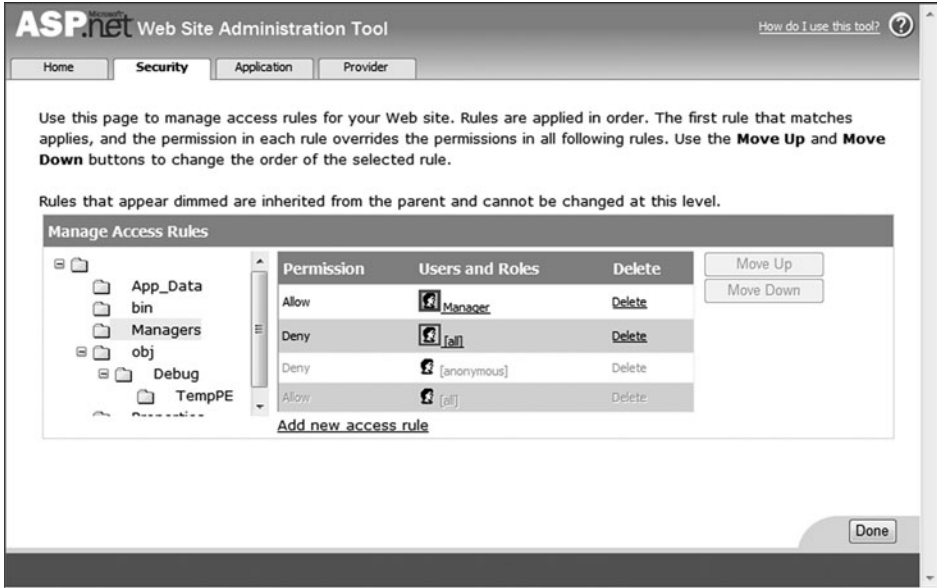 Microsoft
ASP.net Web Site Administration Tool
How do I use this tool? ?
Home Security Application Provider
Use this page to manage access rules for your Web site. Rules are applied in order. The first rule that matches
applies, and the permission in each rule overrides the permissions in all following rules. Use the Move Up and Move
Down buttons to change the order of the selected rule.
Rules that appear dimmed are inherited from the parent and cannot be changed at this level.
Manage Access Rules
App_Data
bin
Managers
obj
Debug
TempPE
Permission Users and Roles Delete
Allow Manager Delete
Deny [all] Delete
Deny [anonymous] Delete
Allow [all] Delete
Add new access rule
Move Up
Move Down
Done